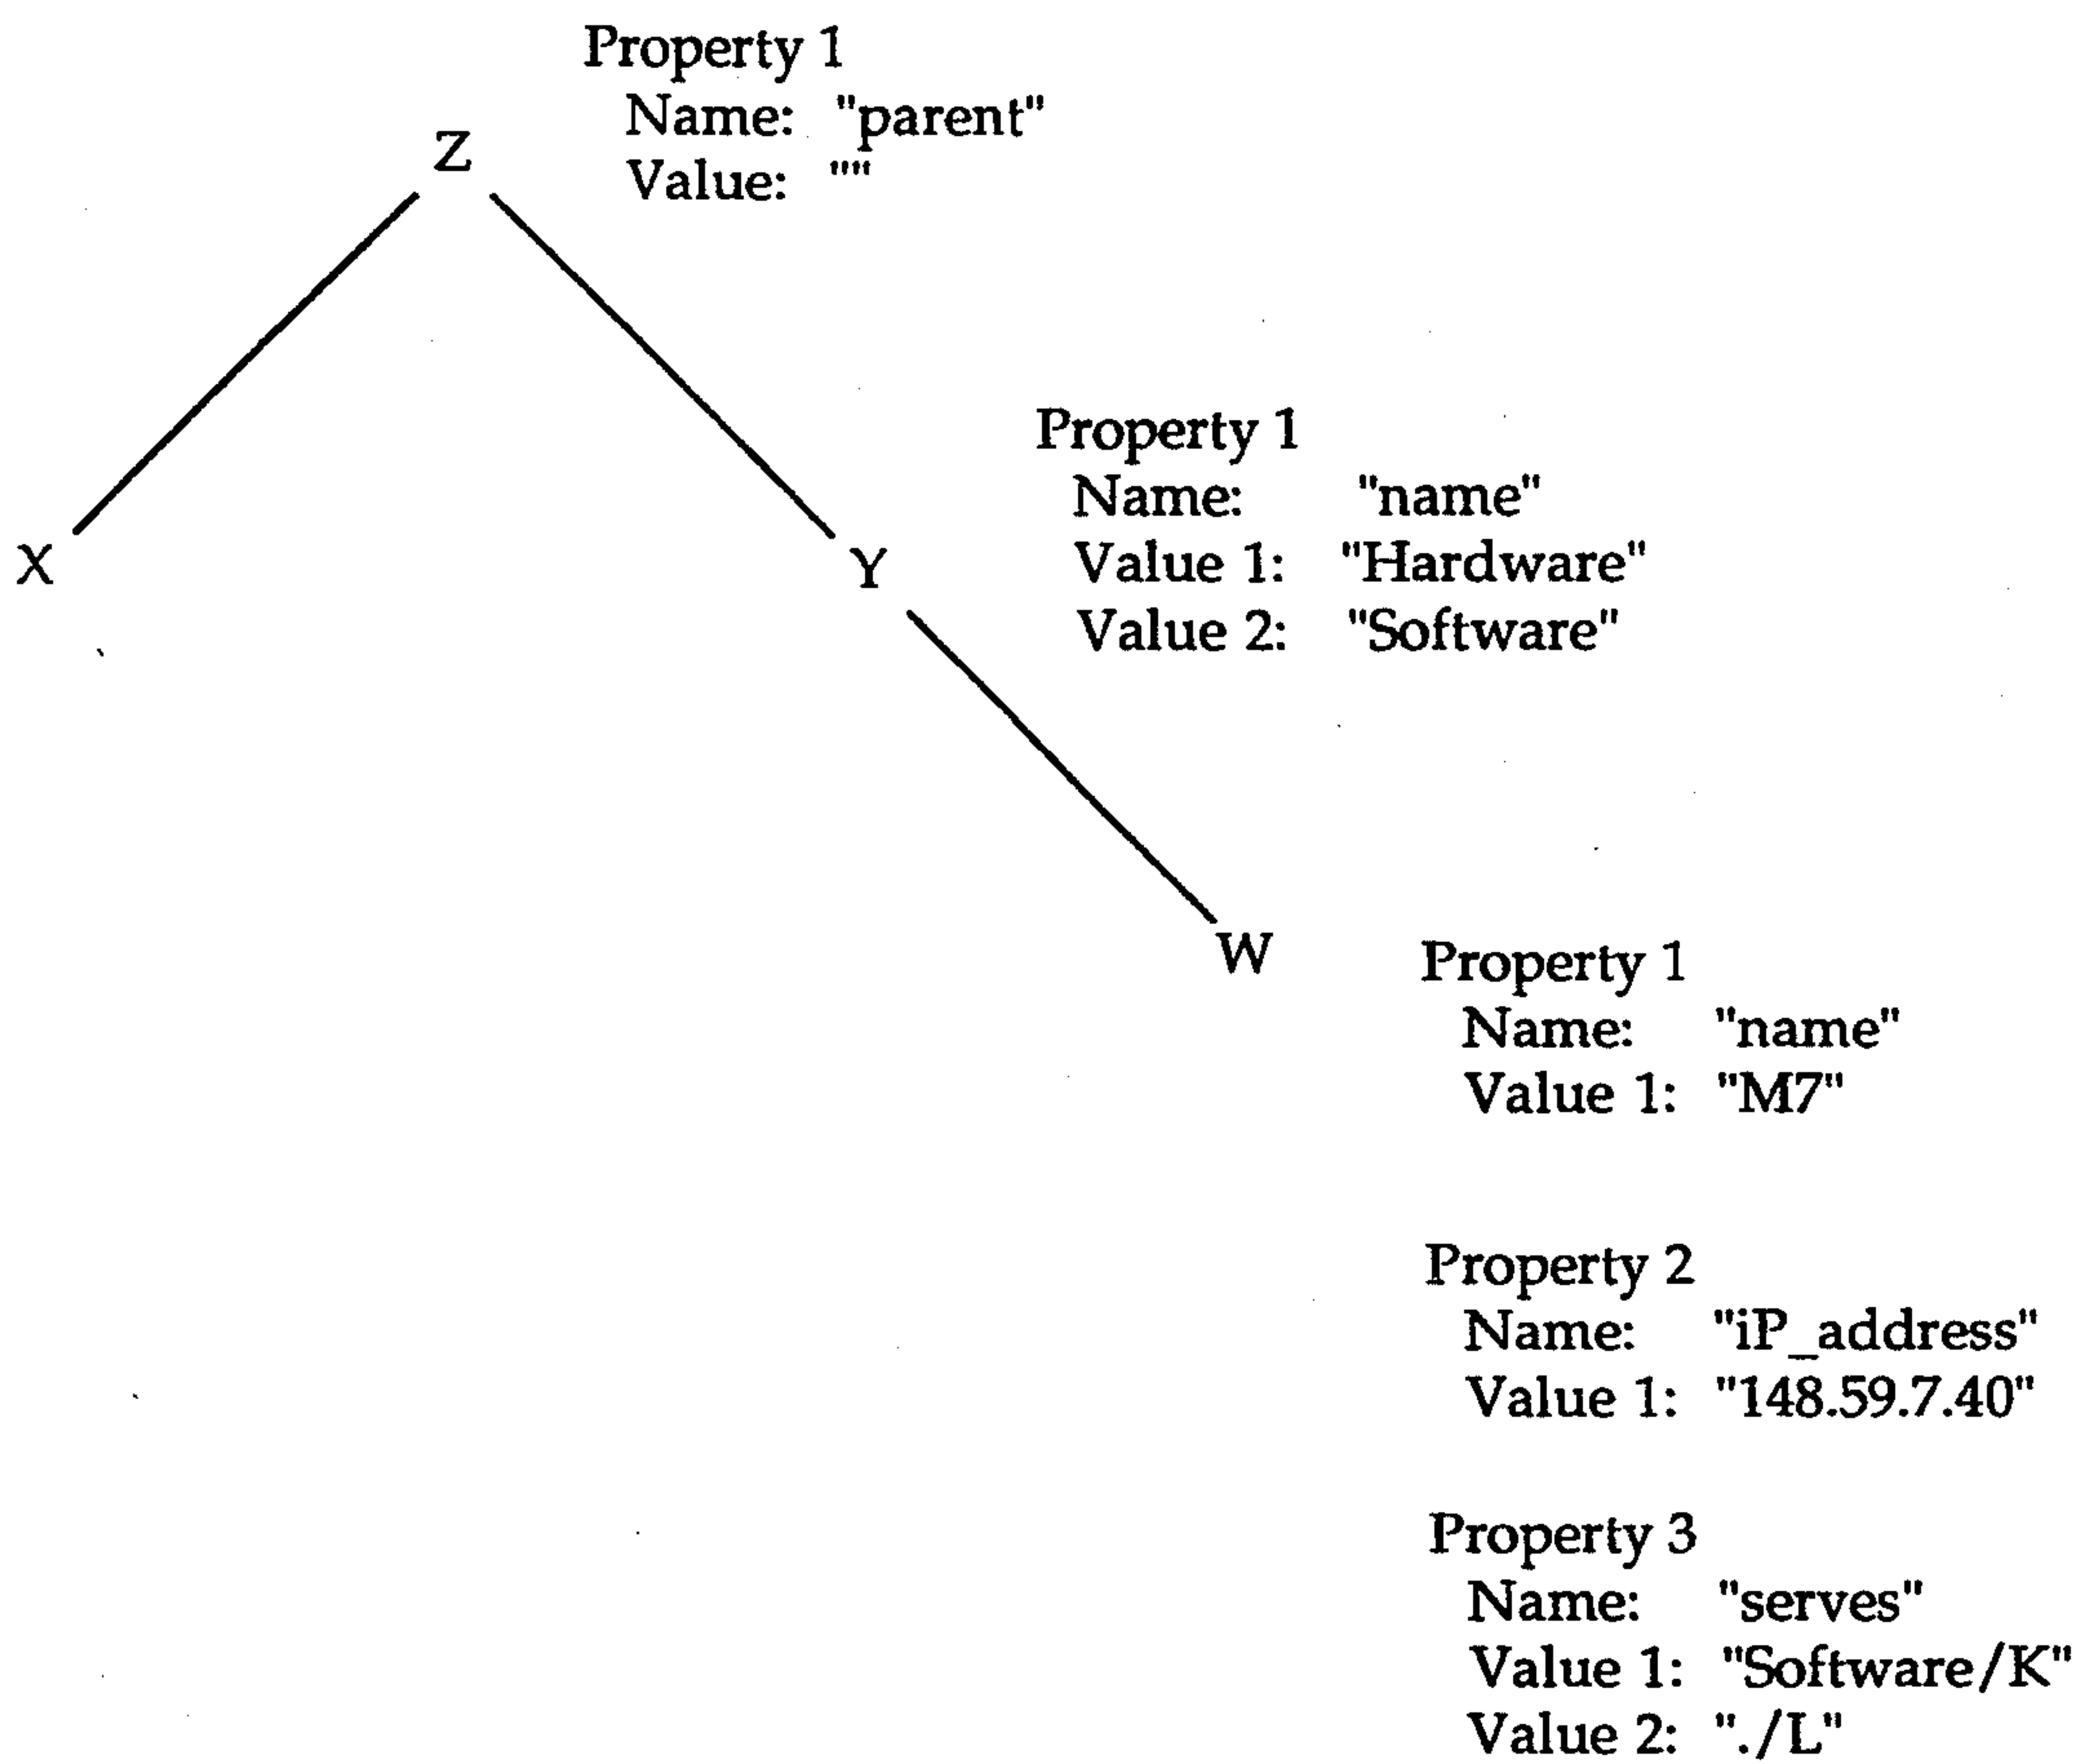 Property 1
Name: "parent"
Z
Value: ""
Property 1
Name: "name"
X
Y
Value 1: "Hardware"
Value 2: "Software"
W
Property 1
Name: "name"
Value 1: "M7"
Property 2
Name: "iP_address"
Value 1: "148.59.7.40"
Property 3
Name: "serves"
Value 1: "Software/K"
Value 2: "./L"